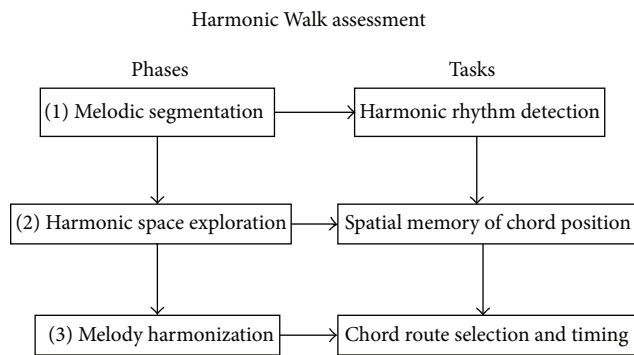 Harmonic Walk assessment
Phases
Tasks
(1) Melodic segmentation
Harmonic rhythm detection
(2) Harmonic space exploration
Spatial memory of chord position
(3) Melody harmonization
Chord route selection and timing